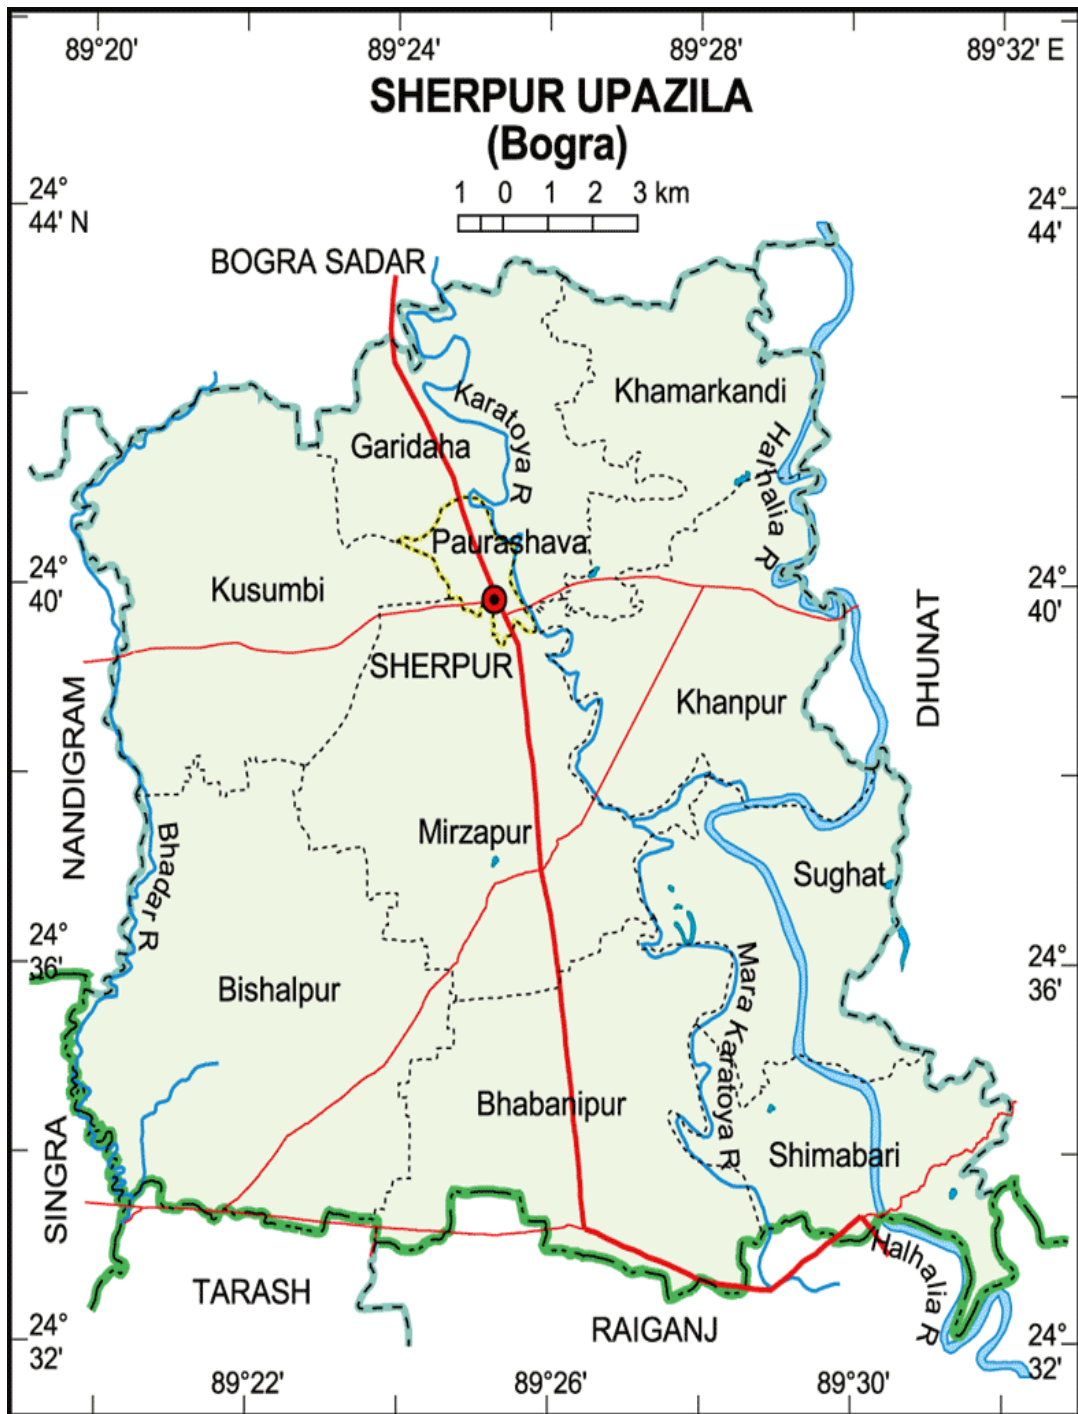 89°20'
89°24'
89°28'
89°32' E
SHERPUR UPAZILA
(Bogra)
1 0 1 2 3 km
24°
44' N
24°
44'
BOGRA SADAR
Khamarkandi
Karatoya R
Garidaha
Halhalia R
Paurashava
24°
40'
Kusumbi
24°
40'
SHERPUR
DHUNAT
Khanpur
NANDIGRAM
Mirzapur
Bhadar R
Sughat
24°
36'
Bishalpur
24°
36'
Mara Karatoya R
Bhabanipur
Shimabari
SINGRA
Halhalia R
TARASH
RAIGANJ
24°
32'
24°
32'
89°22'
89°26'
89°30'